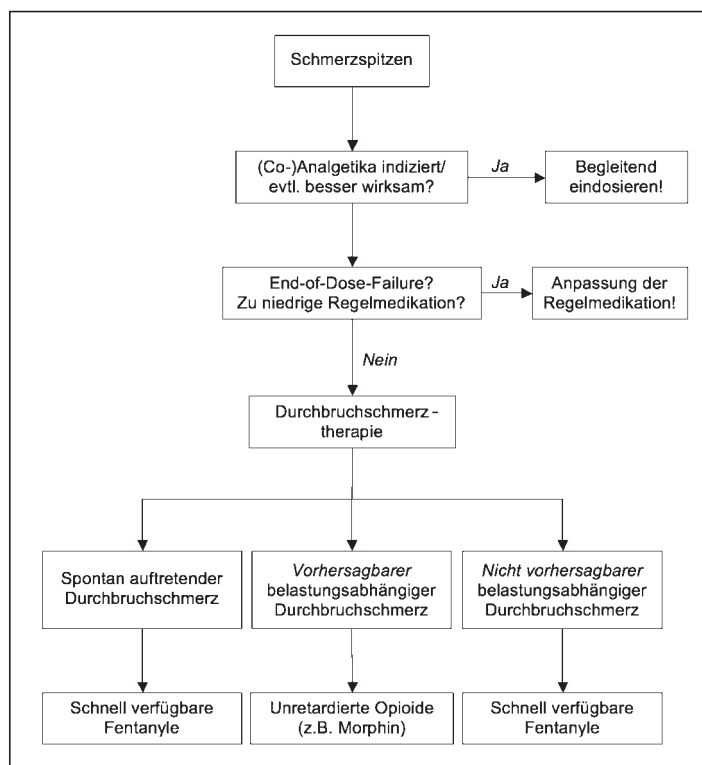 Schmerzspitzen
(Co-)Analgetika indiziert/
evtl. besser wirksam?
Ja
Begleitend
eindosieren!
End-of-Dose-Failure?
Zu niedrige Regelmedikation?
Ja
Anpassung der
Regelmedikation!
Nein
Durchbruchschmerz-
therapie
Spontan auftretender
Durchbruchschmerz
Vorhersagbarer
belastungsabhängiger
Durchbruchschmerz
Nicht vorhersagbarer
belastungsabhängiger
Durchbruchschmerz
Schnell verfügbare
Fentanyle
Unretardierte Opioide
(z.B. Morphin)
Schnell verfügbare
Fentanyle